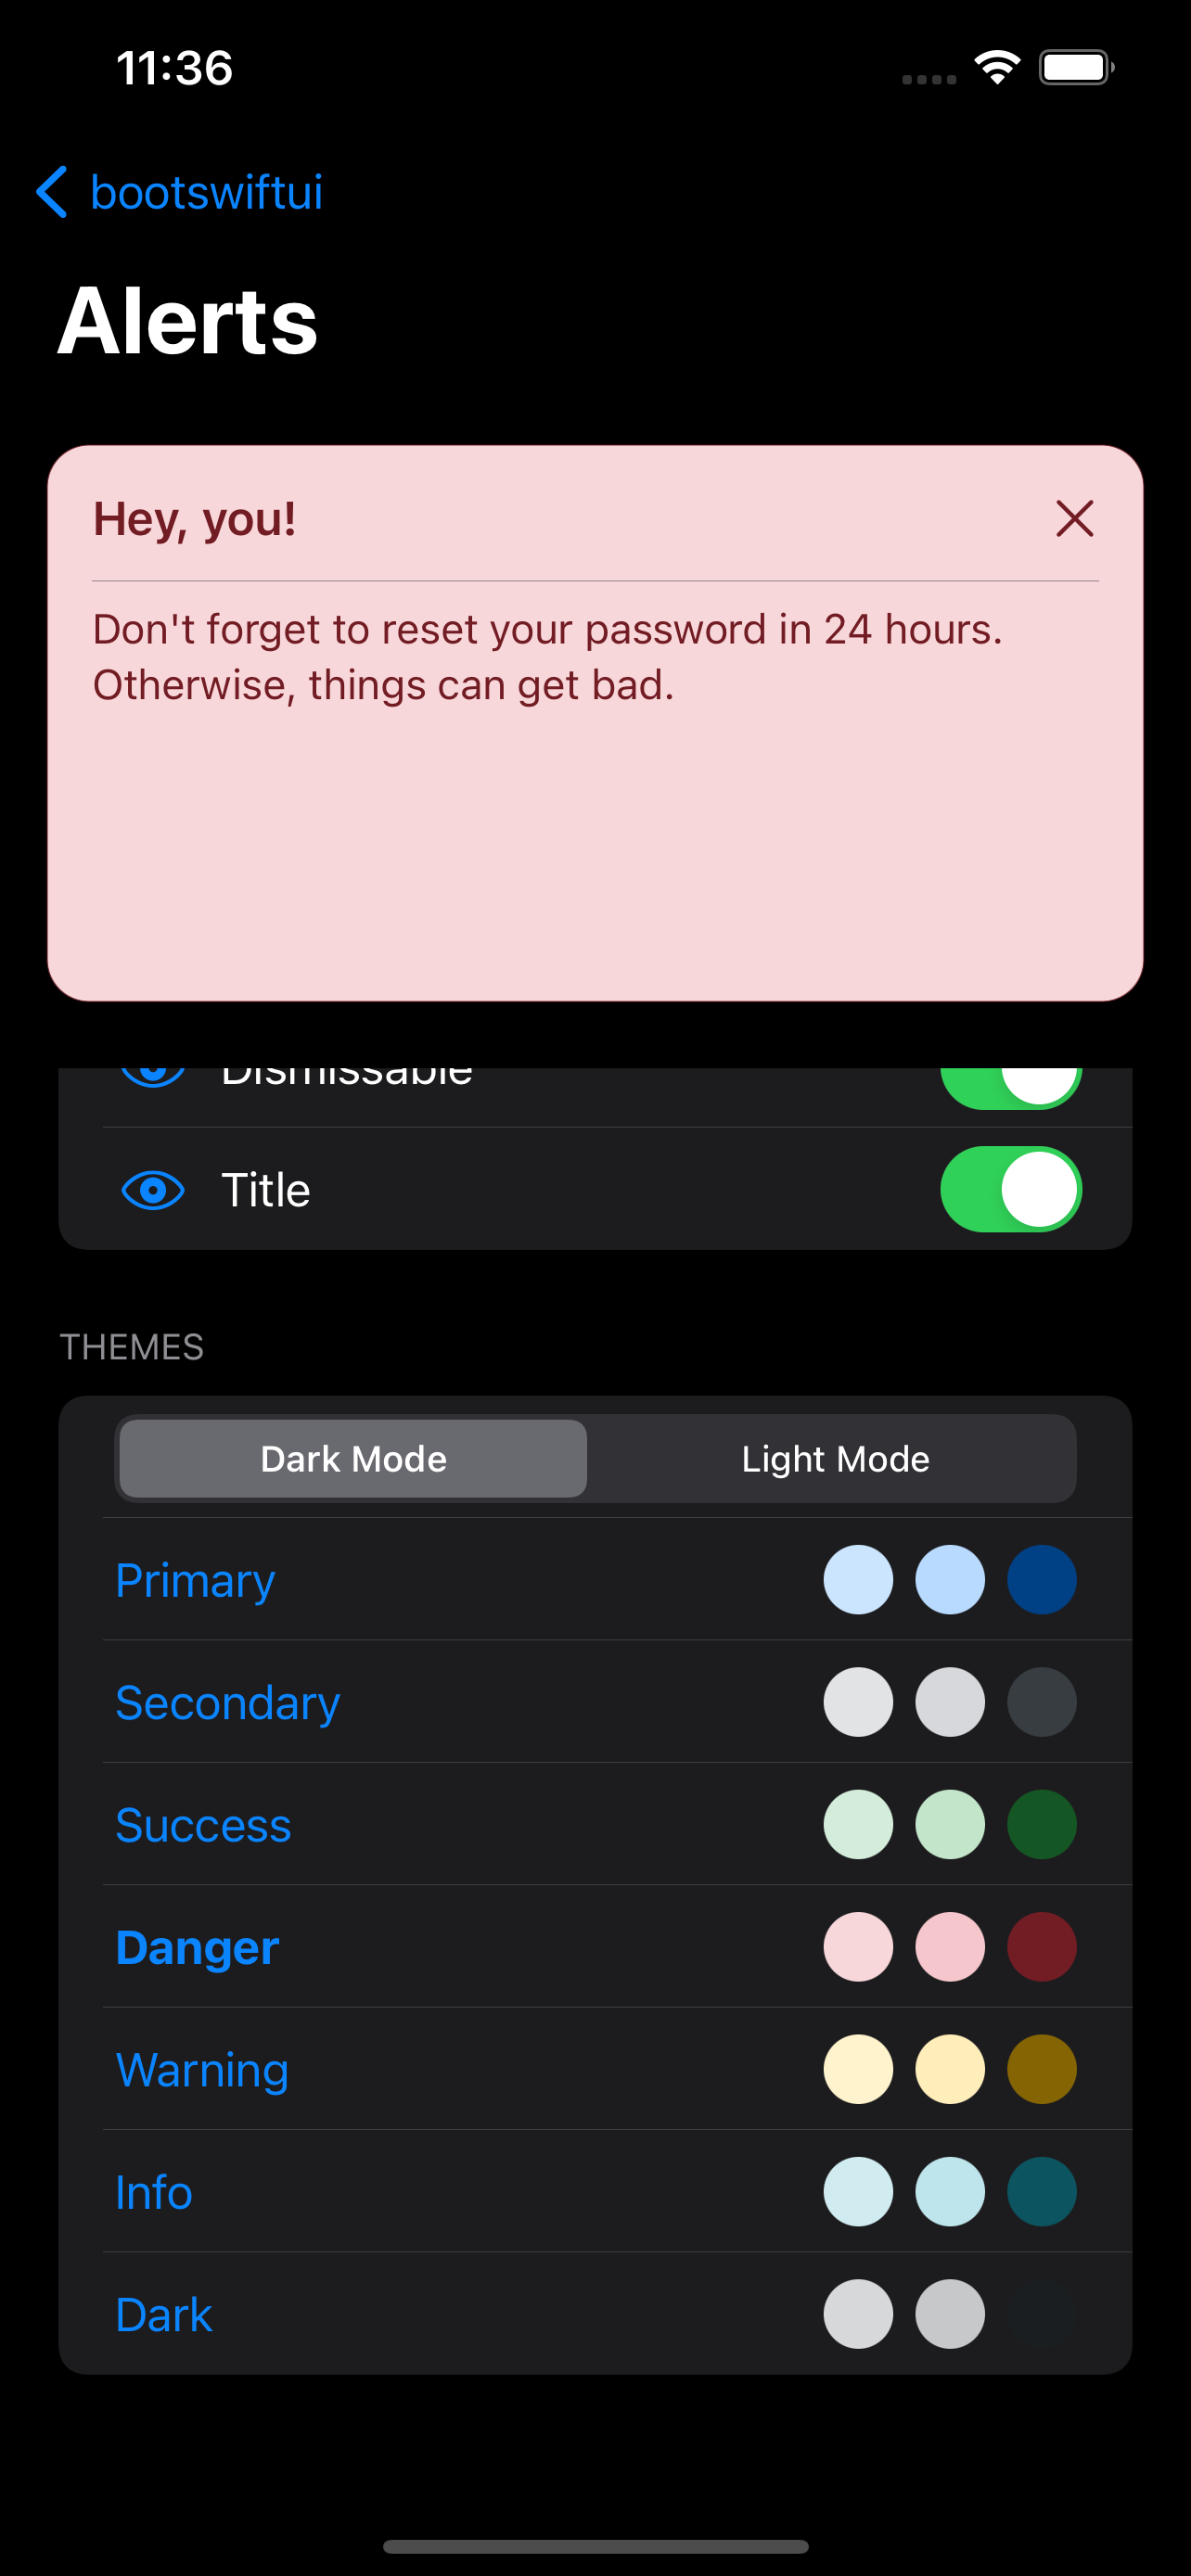 11:36
bootswiftui
Alerts
Hey, you!
Don't forget to reset your password in 24 hours.
Otherwise, things can get bad.
Dismissable
Title
THEMES
Dark Mode
Light Mode
Primary
Secondary
Success
Danger
Warning
Info
Dark